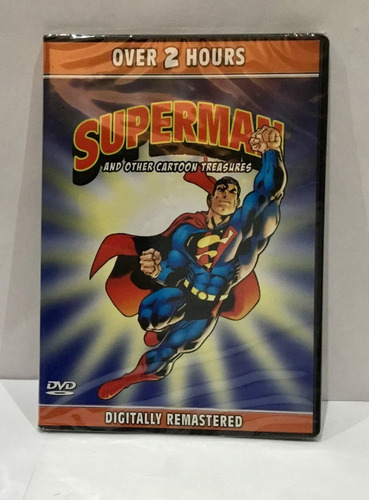 OVER 2 HOURS
SUPERMAN
AND OTHER CARTOON TREASURES
S
DVD
DIGITALLY REMASTERED